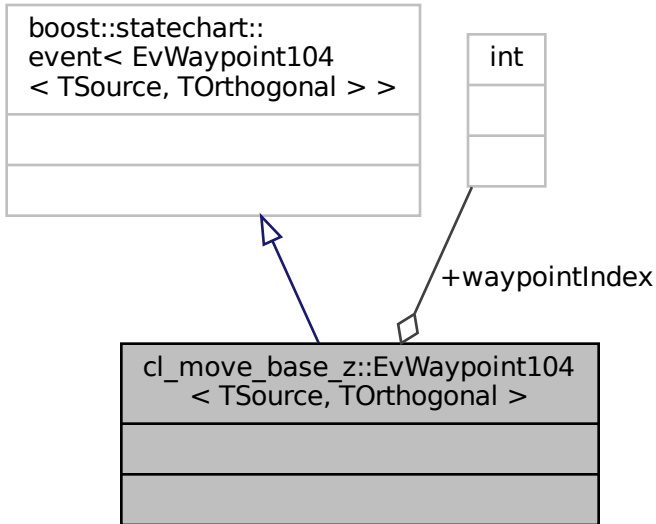 boost::statechart::
event< EvWaypoint104
< TSource, TOrthogonal > >
int
+waypointIndex
cl_move_base_z::EvWaypoint104
< TSource, TOrthogonal >